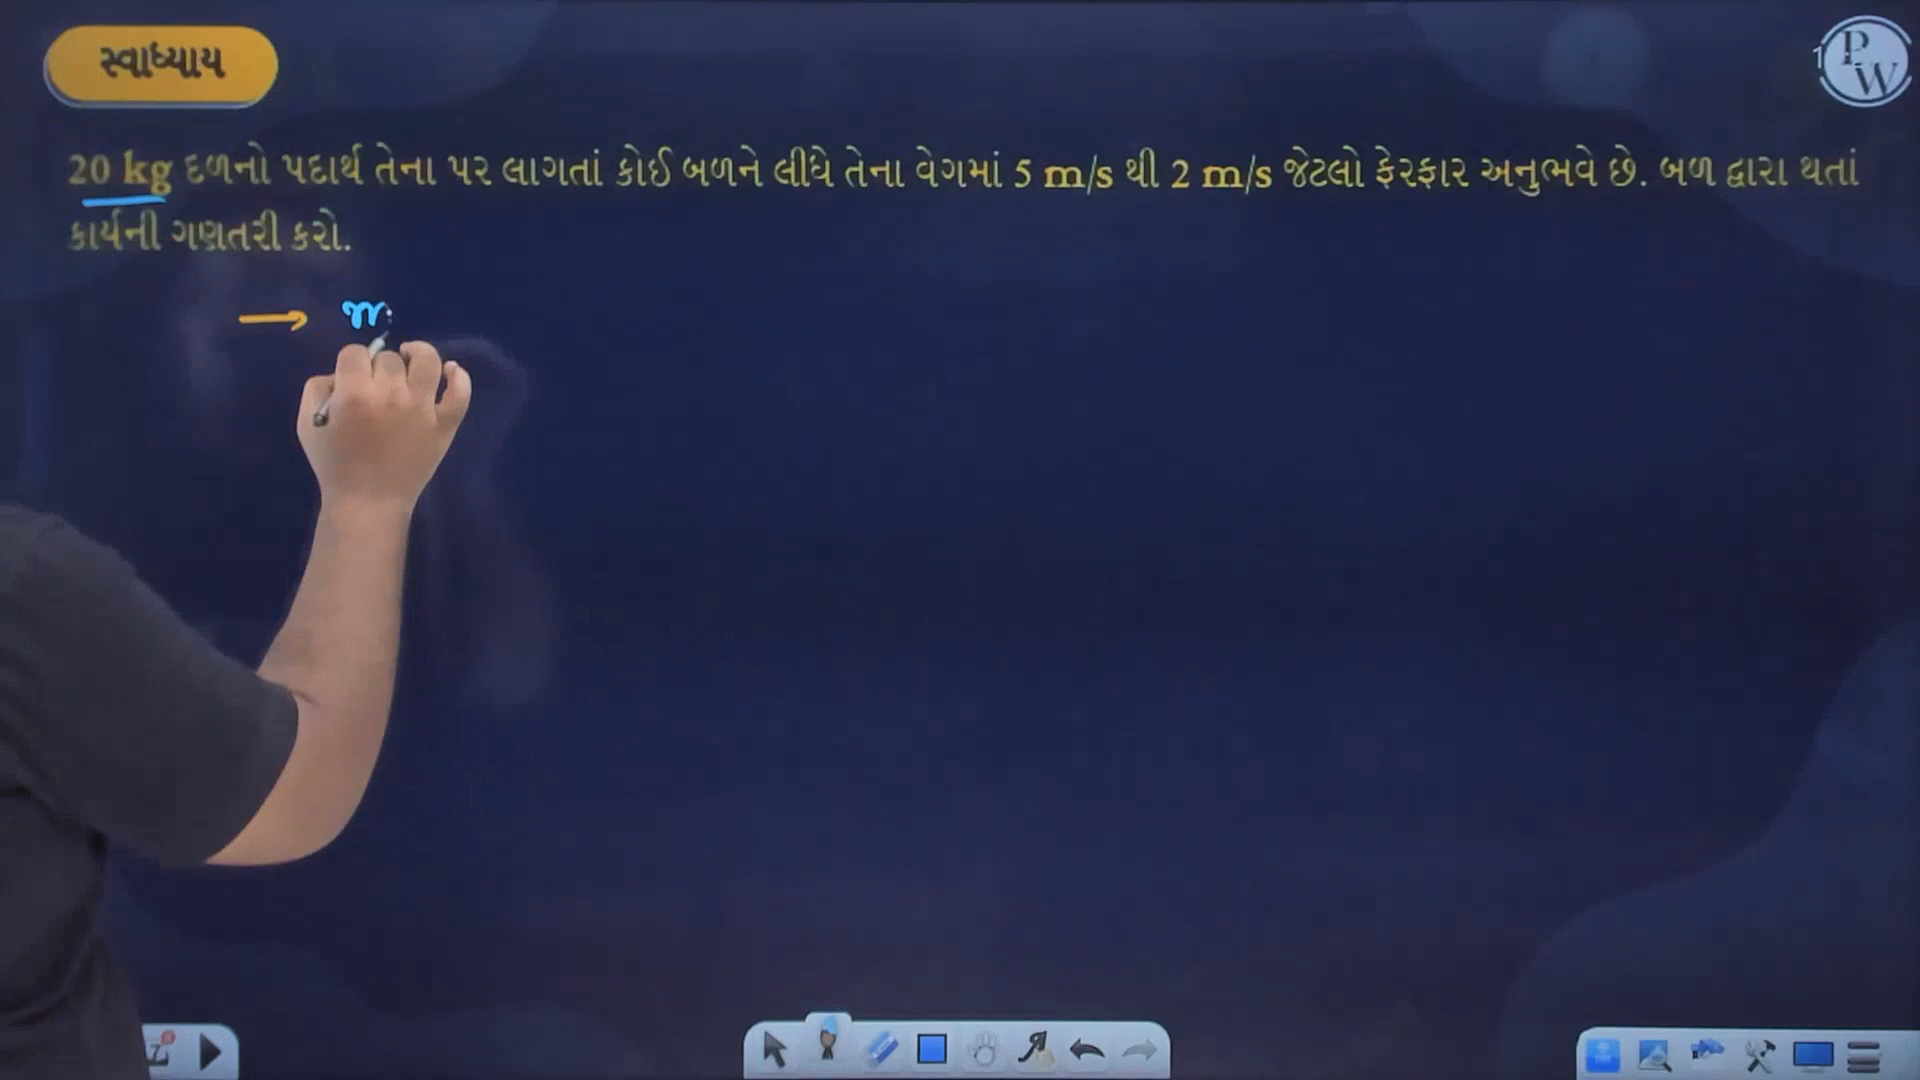 સ્વાધ્યાય
PW
20 kg દળનો પદાર્થ તેના પર લાગતાં કોઈ બળને લીધે તેના વેગમાં 5 m/s થી 2 m/s જેટલો ફેરફાર અનુભવે છે. બળ દ્વારા થતાં
કાર્યની ગણતરી કરો.
→ m